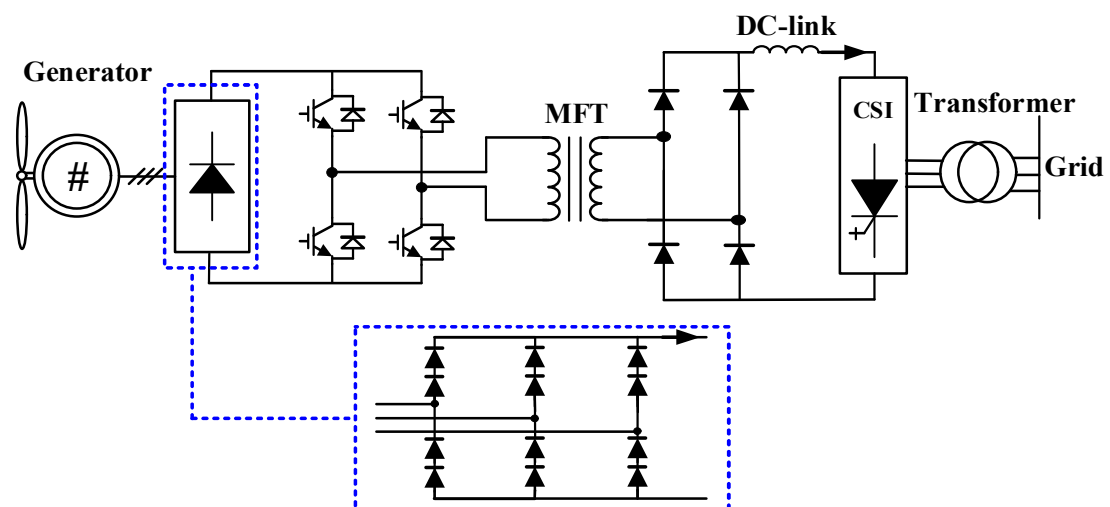 DC-link
Generator
MFT
CSI
Transformer
#
Grid